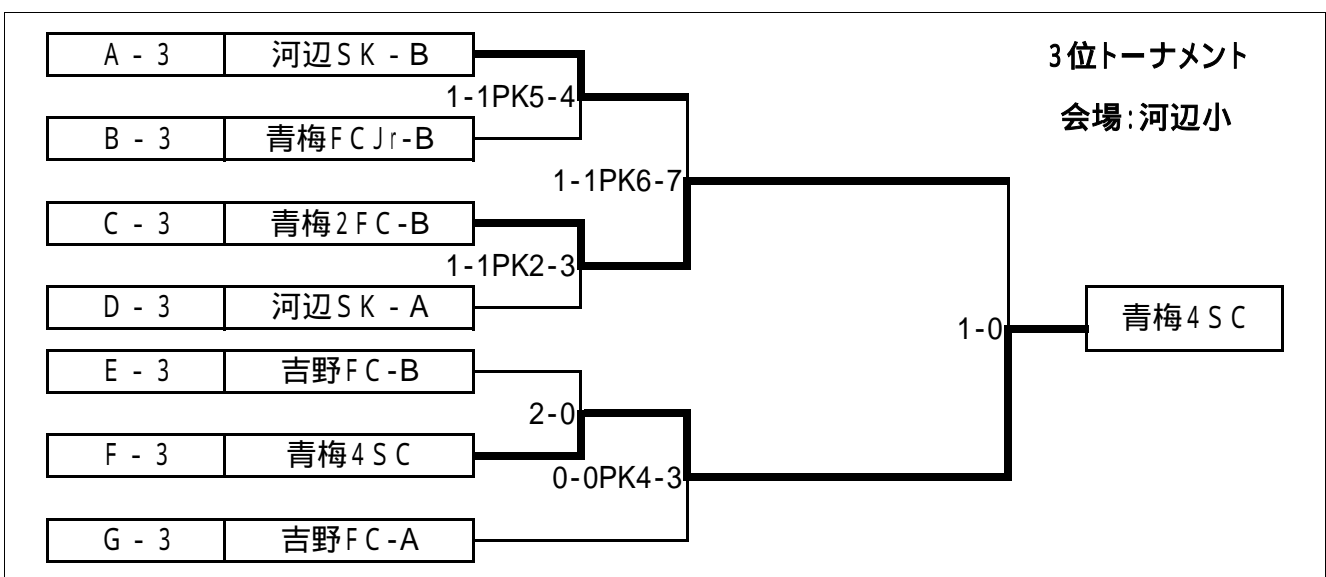 3位トーナメント
会場:河辺小
A - 3 河辺SK - B
1-1PK5-4
B - 3 青梅FCJr-B
1-1PK6-7
C - 3 青梅2FC-B
1-1PK2-3
D - 3 河辺SK - A
1-0 青梅4SC
E - 3 吉野FC-B
2-0
F - 3 青梅4SC
0-0PK4-3
G - 3 吉野FC-A